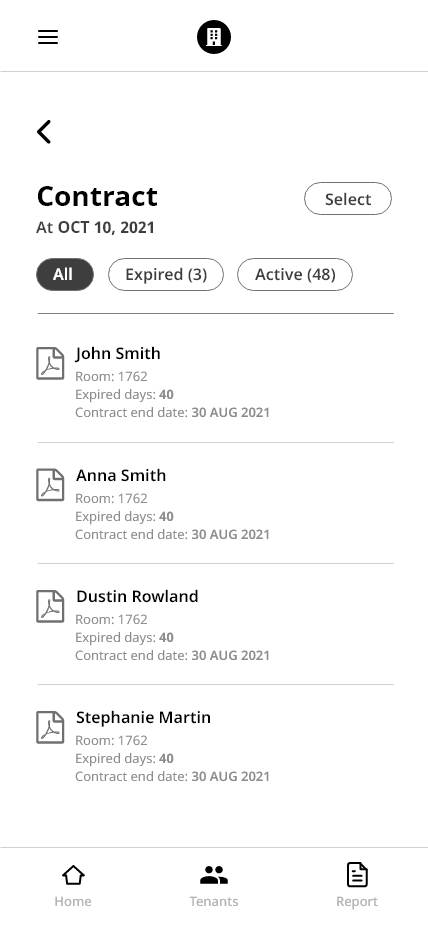 Contract
Select
At OCT 10, 2021
All
Expired (3)
Active (48)
John Smith
Room: 1762
Expired days: 40
Contract end date: 30 AUG 2021
Anna Smith
Room: 1762
Expired days: 40
Contract end date: 30 AUG 2021
Dustin Rowland
Room: 1762
Expired days: 40
Contract end date: 30 AUG 2021
Stephanie Martin
Room: 1762
Expired days: 40
Contract end date: 30 AUG 2021
Home
Tenants
Report